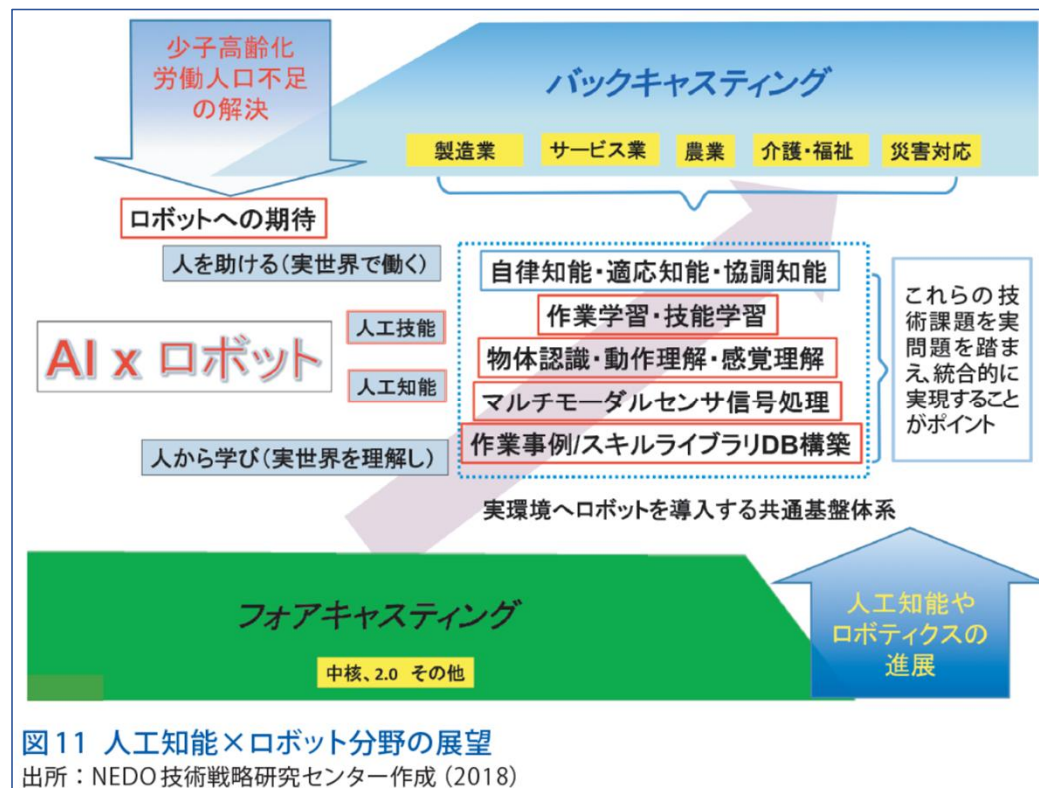 少子高齢化
労働人口不足
の解決
バックキャスティング
製造業
サービス業
農業
介護・福祉
災害対応
ロボットへの期待
人を助ける(実世界で働く)
自律知能・適応知能・協調知能
作業学習・技能学習
物体認識・動作理解・感覚理解
マルチモーダルセンサ信号処理
作業事例/スキルライブラリDB構築
これらの技
術課題を実
問題を踏ま
え、統合的に
実現すること
がポイント
AI x ロボット
人工技能
人工知能
人から学び(実世界を理解し)
実環境へロボットを導入する共通基盤体系
フォアキャスティング
中核、2.0 その他
人工知能や
ロボティクスの
進展
図11 人工知能×ロボット分野の展望
出所:NEDO技術戦略研究センター作成(2018)